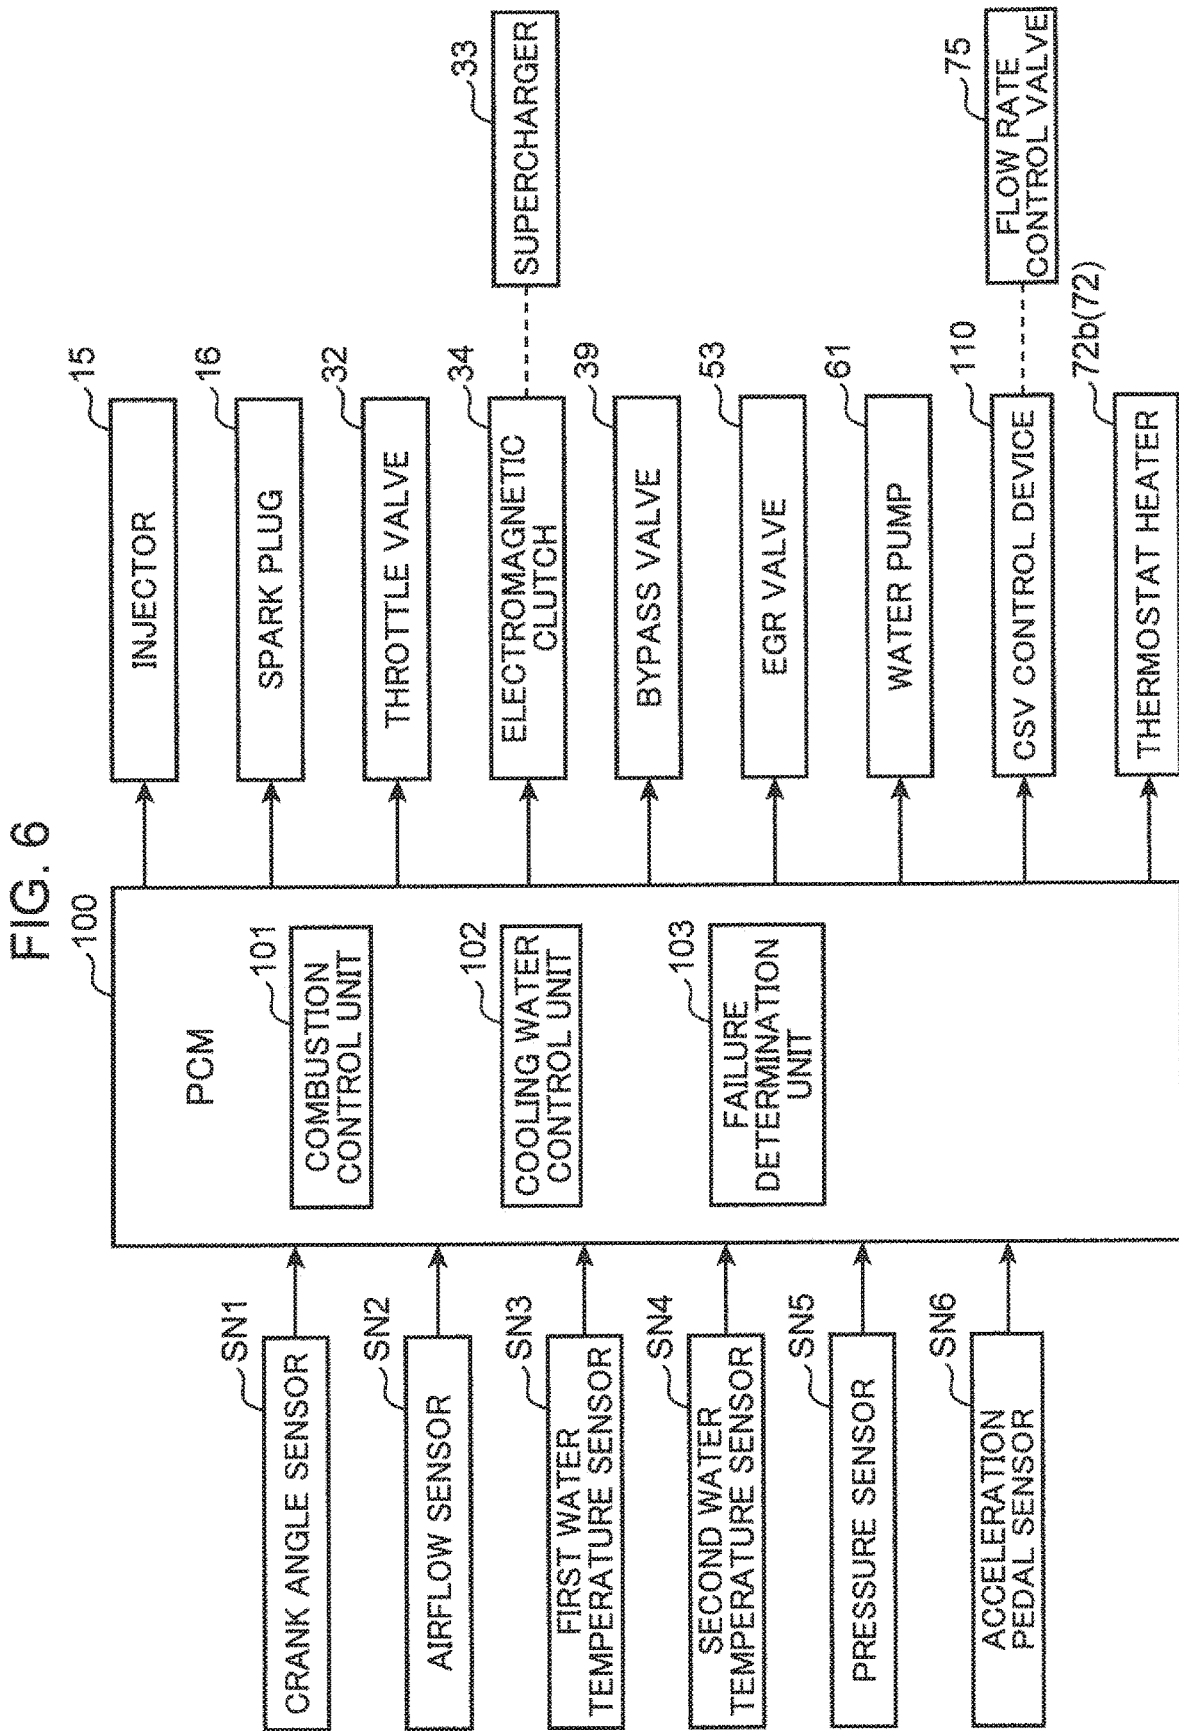 FIG. 6
SN1
CRANK ANGLE SENSOR
SN2
AIRFLOW SENSOR
SN3
FIRST WATER
TEMPERATURE SENSOR
SN4
SECOND WATER
TEMPERATURE SENSOR
SN5
PRESSURE SENSOR
SN6
ACCELERATION
PEDAL SENSOR
100
PCM
101
COMBUSTION
CONTROL UNIT
102
COOLING WATER
CONTROL UNIT
103
FAILURE
DETERMINATION
UNIT
15
INJECTOR
16
SPARK PLUG
32
THROTTLE VALVE
34
ELECTROMAGNETIC
CLUTCH
33
SUPERCHARGER
39
BYPASS VALVE
53
EGR VALVE
61
WATER PUMP
110
CSV CONTROL DEVICE
75
FLOW RATE
CONTROL VALVE
72b(72)
THERMOSTAT HEATER